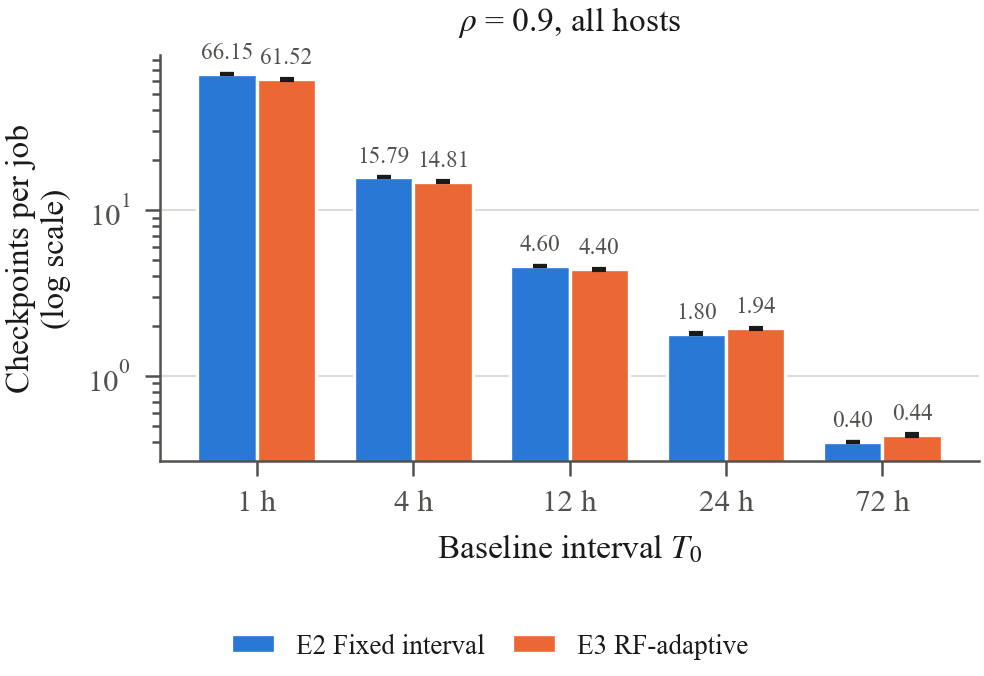 ρ = 0.9, all hosts
66.15 61.52
15.79 14.81
4.60 4.40
1.80 1.94
0.40 0.44
Checkpoints per job
(log scale)
10¹
10⁰
1 h 4 h 12 h 24 h 72 h
Baseline interval T₀
E2 Fixed interval E3 RF-adaptive